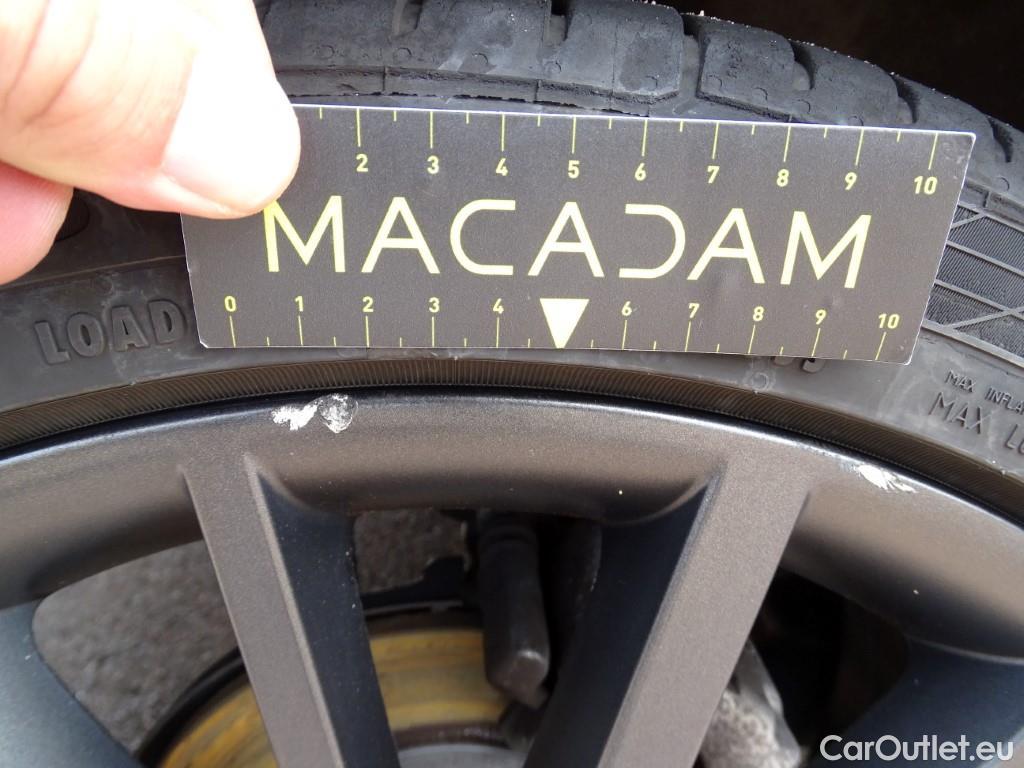 2 3 4 5 6 7 8 9 10
MACADAM
0 1 2 3 4 6 7 8 9 10
LOAD
MAX INFLA
MAX LO
CarOutlet.eu